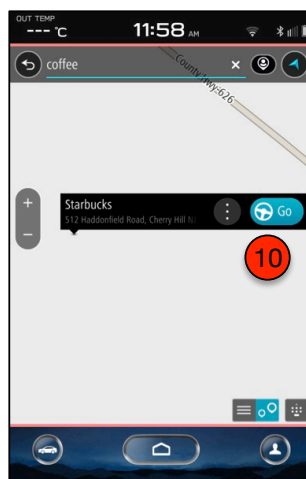 OUT TEMP
--- °C
11:58 AM
coffee
County Hwy-626
Starbucks
512 Haddonfield Road, Cherry Hill
Go
10